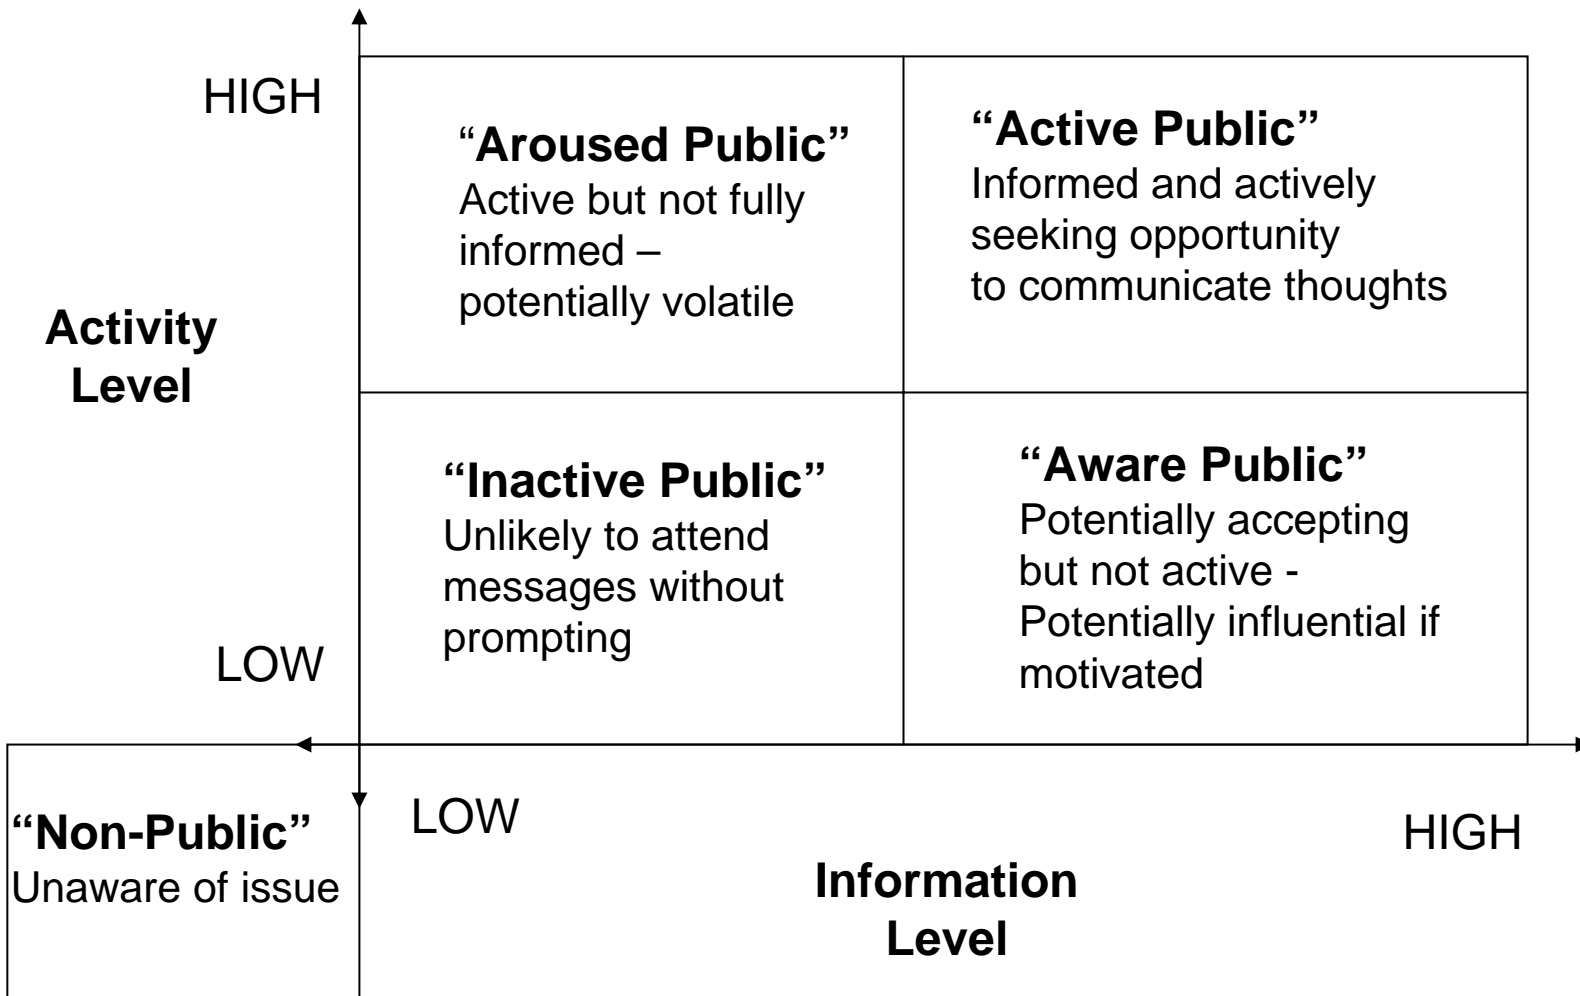 HIGH
“Aroused Public”
Active but not fully
informed –
potentially volatile
“Active Public”
Informed and actively
seeking opportunity
to communicate thoughts
Activity
Level
“Inactive Public”
Unlikely to attend
messages without
prompting
“Aware Public”
Potentially accepting
but not active -
Potentially influential if
motivated
LOW
“Non-Public”
Unaware of issue
LOW
HIGH
Information
Level